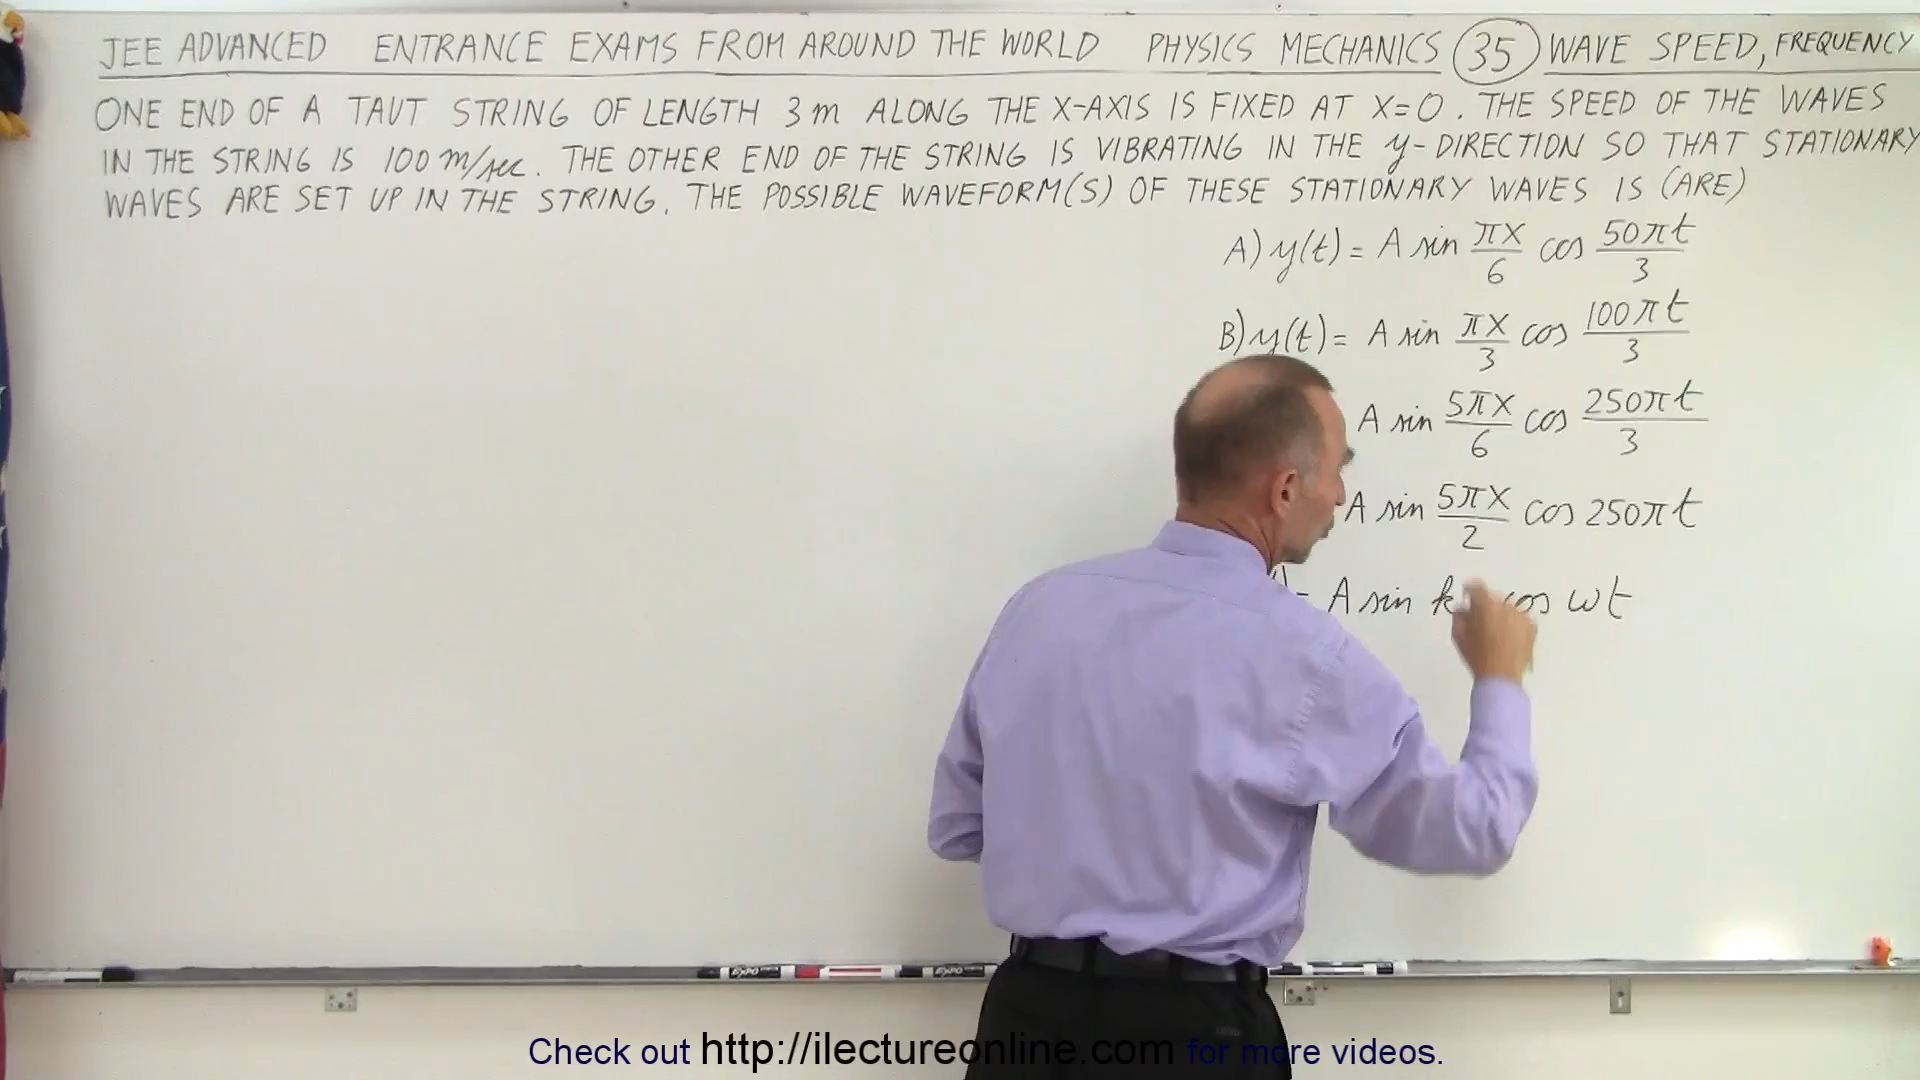 JEE ADVANCED ENTRANCE EXAMS FROM AROUND THE WORLD PHYSICS MECHANICS 35 WAVE SPEED, FREQUENCY
ONE END OF A TAUT STRING OF LENGTH 3 m ALONG THE X-AXIS IS FIXED AT X=0. THE SPEED OF THE WAVES
IN THE STRING IS 100 m/sec. THE OTHER END OF THE STRING IS VIBRATING IN THE y-DIRECTION SO THAT STATIONARY
WAVES ARE SET UP IN THE STRING. THE POSSIBLE WAVEFORM(S) OF THESE STATIONARY WAVES IS (ARE)
A) y(t) = A sin πX/6 cos 50πt/3
B) y(t) = A sin πX/3 cos 100πt/3
A sin 5πX/6 cos 250πt/3
A sin 5πX/2 cos 250πt
= A sin k cos ωt
EXPO EXPO
Check out http://ilectureonline.com for more videos.